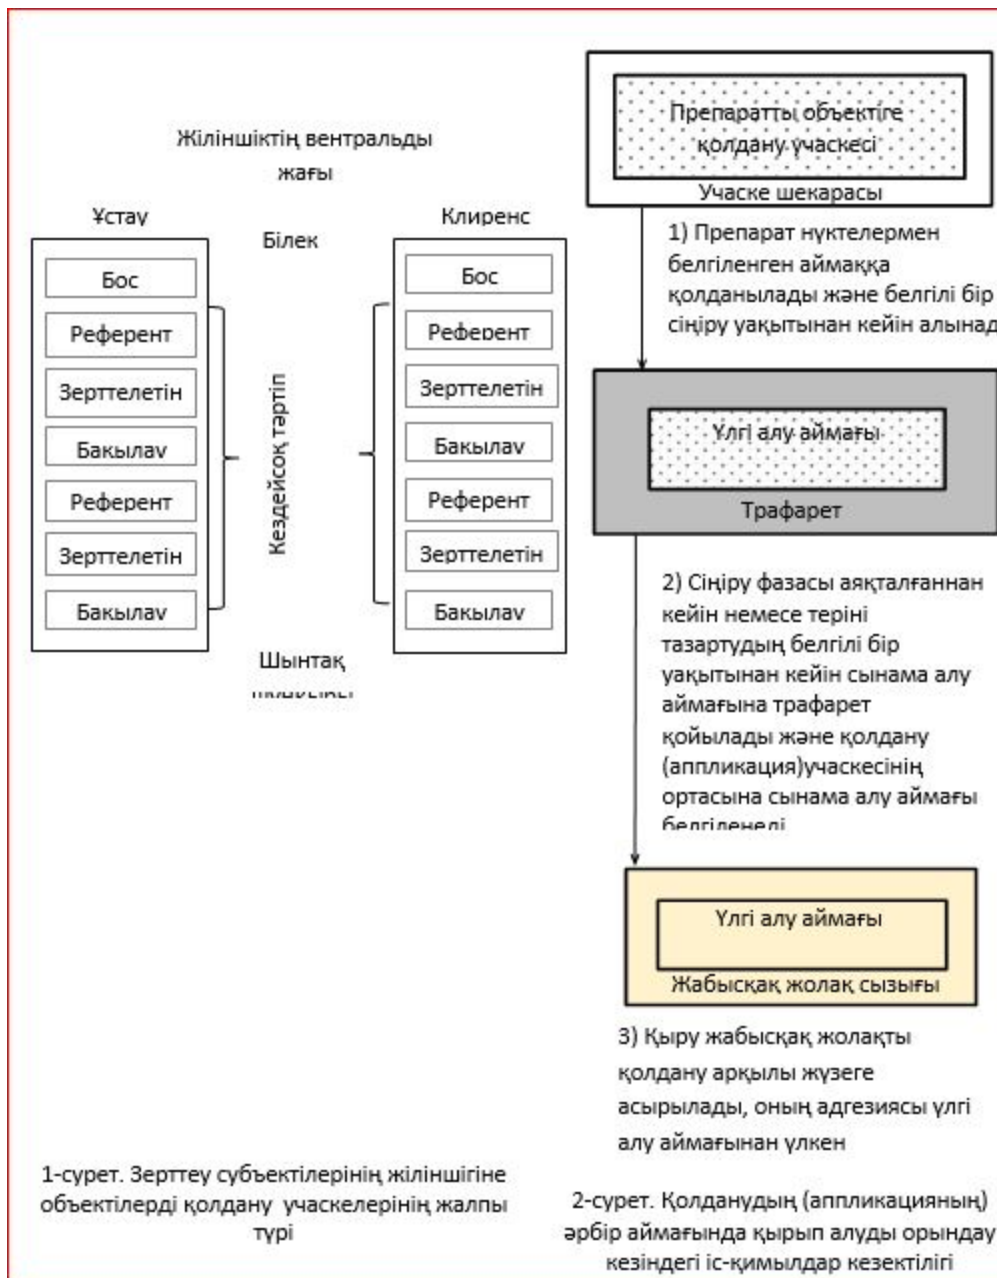 Жіліншіктің вентральды
жағы
Ұстау
Білек
Клиренс
Бос
Референт
Зерттелетін
Бақылау
Референт
Зерттелетін
Бақылау
Кездейсоқ тәртіп
Бос
Референт
Зерттелетін
Бақылау
Референт
Зерттелетін
Бақылау
Шынтақ
1-сурет. Зерттеу субъектілерінің жіліншігіне
объектілерді қолдану учаскелерінің жалпы
түрі
Препаратты объектіге
қолдану учаскесі
Учаске шекарасы
1) Препарат нүктелермен
белгіленген аймаққа
қолданылады және белгілі бір
сіңіру уақытынан кейін алынад
Үлгі алу аймағы
Трафарет
2) Сіңіру фазасы аяқталғаннан
кейін немесе теріні
тазартудың белгілі бір
уақытынан кейін сынама алу
аймағына трафарет
қойылады және қолдану
(аппликация)учаскесінің
ортасына сынама алу аймағы
белгіленеді
Үлгі алу аймағы
Жабысқақ жолақ сызығы
3) Қыру жабысқақ жолақты
қолдану арқылы жүзеге
асырылады, оның адгезиясы үлгі
алу аймағынан үлкен
2-сурет. Қолданудың (аппликацияның)
әрбір аймағында қырып алуды орындау
кезіндегі іс-қимылдар кезектілігі